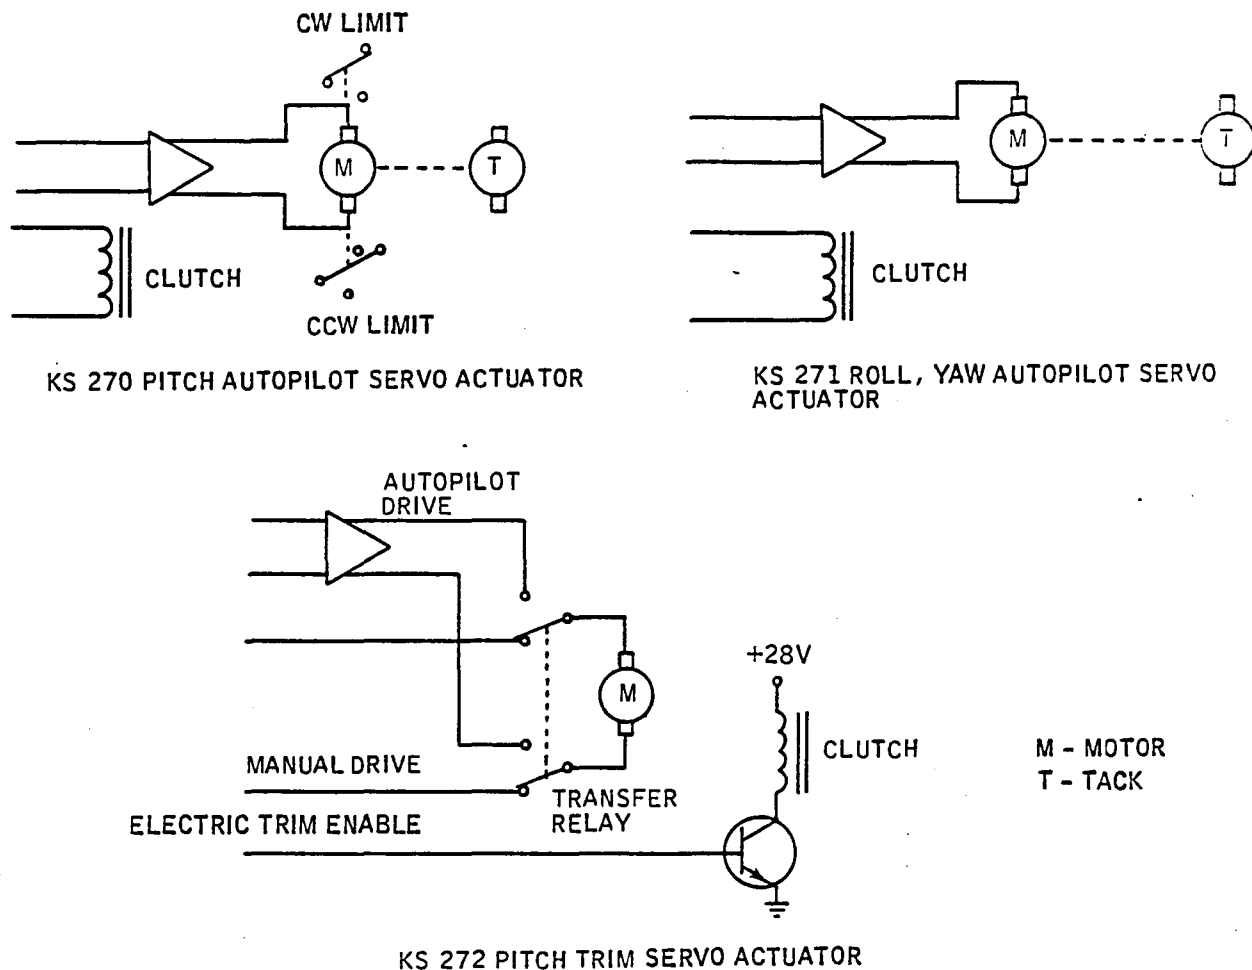 CW LIMIT
M
T
CLUTCH
CCW LIMIT
KS 270 PITCH AUTOPILOT SERVO ACTUATOR
M
T
CLUTCH
KS 271 ROLL, YAW AUTOPILOT SERVO
ACTUATOR
AUTOPILOT
DRIVE
+28V
M
CLUTCH
MANUAL DRIVE
TRANSFER
RELAY
ELECTRIC TRIM ENABLE
M - MOTOR
T - TACK
KS 272 PITCH TRIM SERVO ACTUATOR